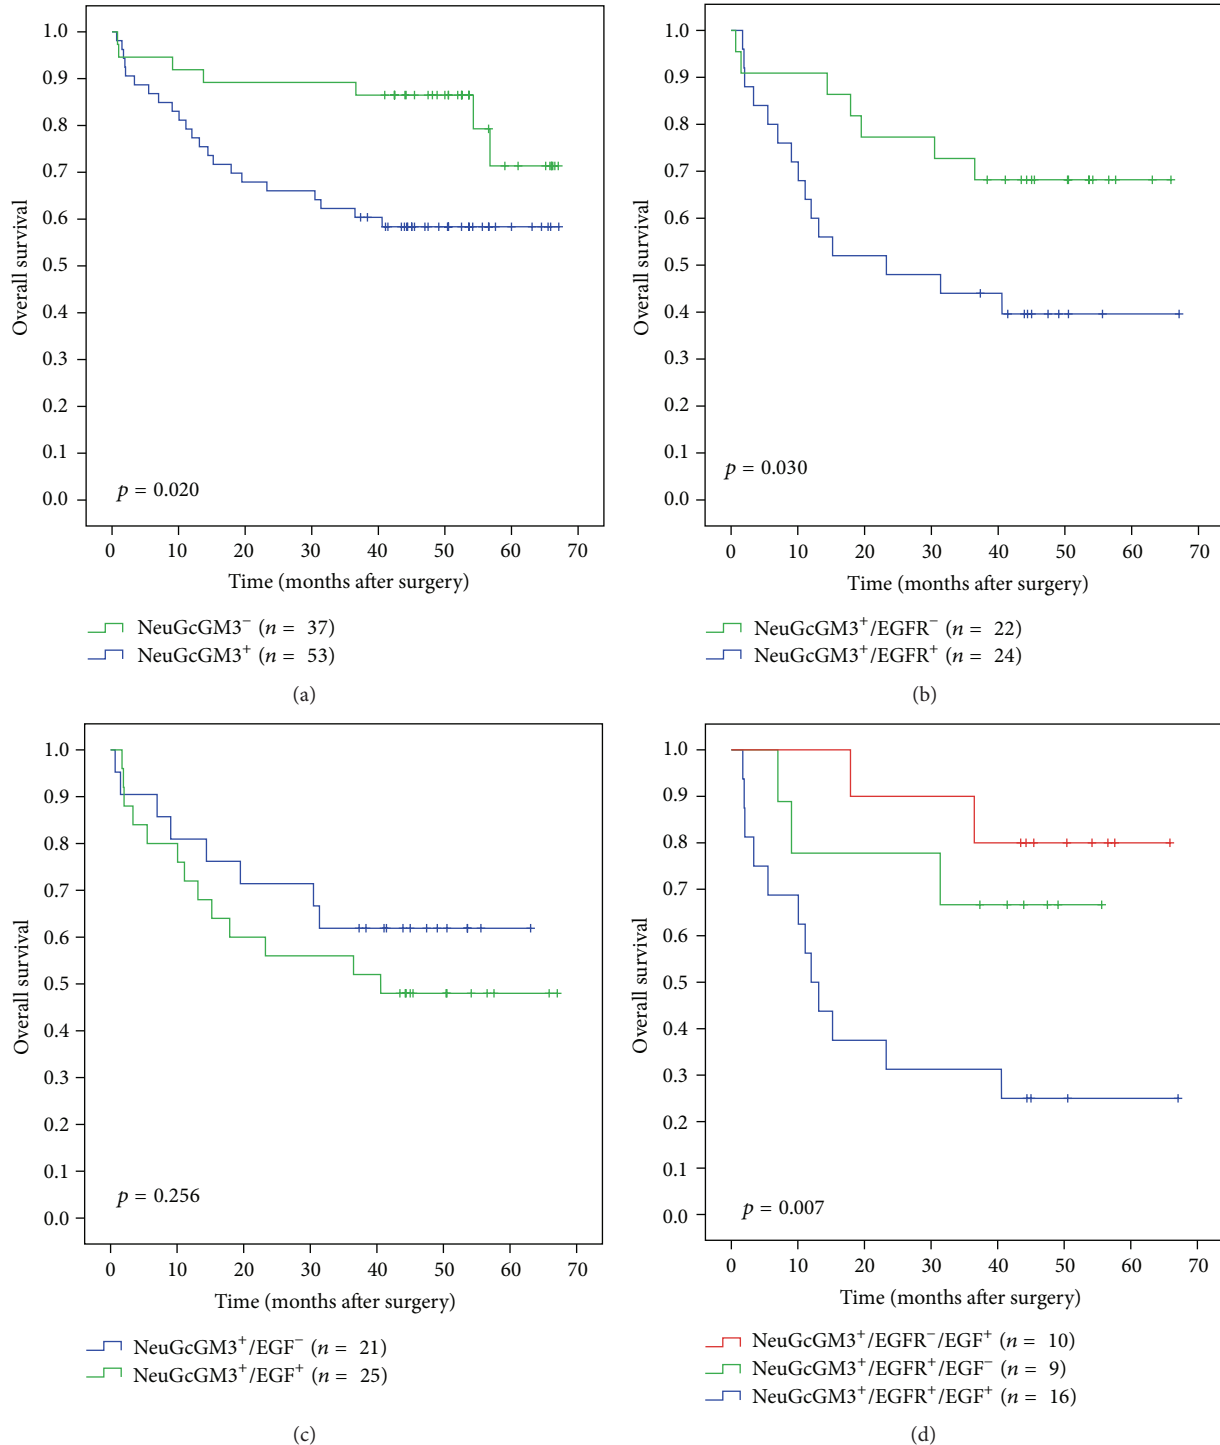 1.0
0.9
0.8
0.7
0.6
0.5
0.4
0.3
0.2
0.1
0.0
Overall survival
p = 0.020
0 10 20 30 40 50 60 70
Time (months after surgery)
NeuGcGM3⁻ (n = 37)
NeuGcGM3⁺ (n = 53)
(a)
1.0
0.9
0.8
0.7
0.6
0.5
0.4
0.3
0.2
0.1
0.0
Overall survival
p = 0.030
0 10 20 30 40 50 60 70
Time (months after surgery)
NeuGcGM3⁺/EGFR⁻ (n = 22)
NeuGcGM3⁺/EGFR⁺ (n = 24)
(b)
1.0
0.9
0.8
0.7
0.6
0.5
0.4
0.3
0.2
0.1
0.0
Overall survival
p = 0.256
0 10 20 30 40 50 60 70
Time (months after surgery)
NeuGcGM3⁺/EGF⁻ (n = 21)
NeuGcGM3⁺/EGF⁺ (n = 25)
(c)
1.0
0.9
0.8
0.7
0.6
0.5
0.4
0.3
0.2
0.1
0.0
Overall survival
p = 0.007
0 10 20 30 40 50 60 70
Time (months after surgery)
NeuGcGM3⁺/EGFR⁻/EGF⁺ (n = 10)
NeuGcGM3⁺/EGFR⁺/EGF⁻ (n = 9)
NeuGcGM3⁺/EGFR⁺/EGF⁺ (n = 16)
(d)